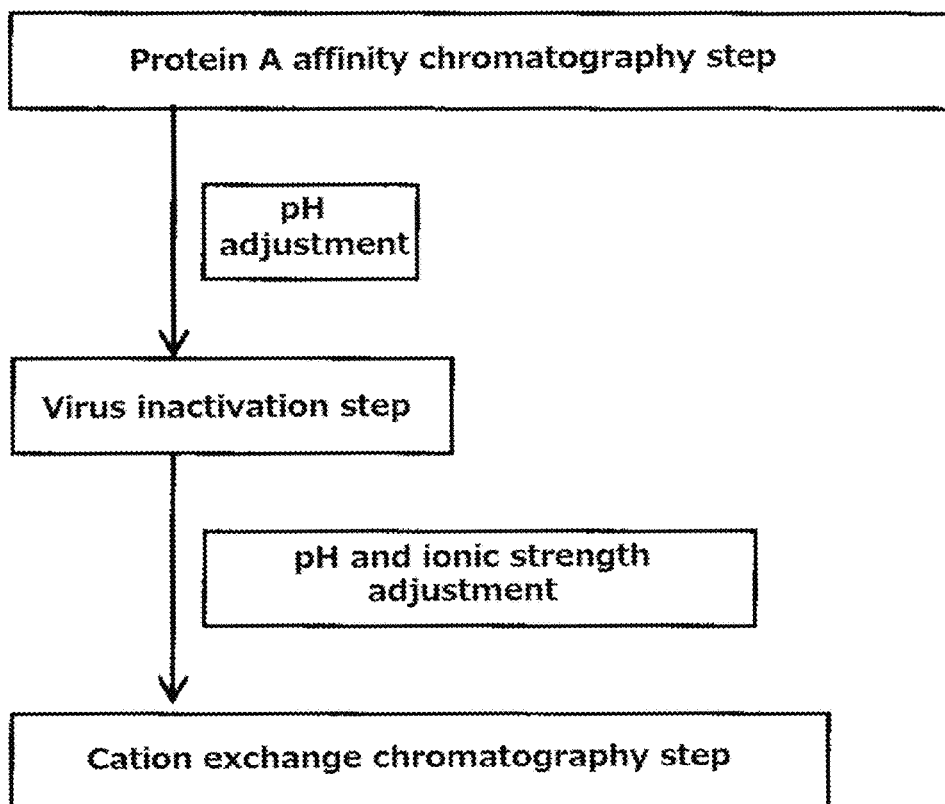 Protein A affinity chromatography step
pH
adjustment
Virus inactivation step
pH and ionic strength
adjustment
Cation exchange chromatography step